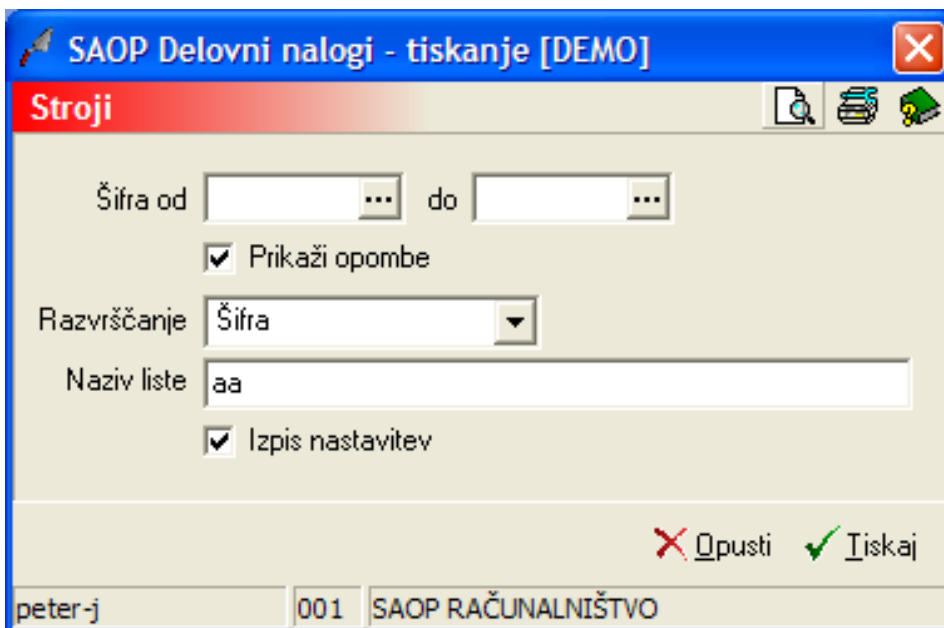 SAOP Delovni nalogi - tiskanje [DEMO]
Stroji
Šifra od ... do ...
Prikaži opombe
Razvrščanje Šifra
Naziv liste aa
Izpis nastavitev
Opusti Tiskaj
peter-j 001 SAOP RAČUNALNIŠTVO